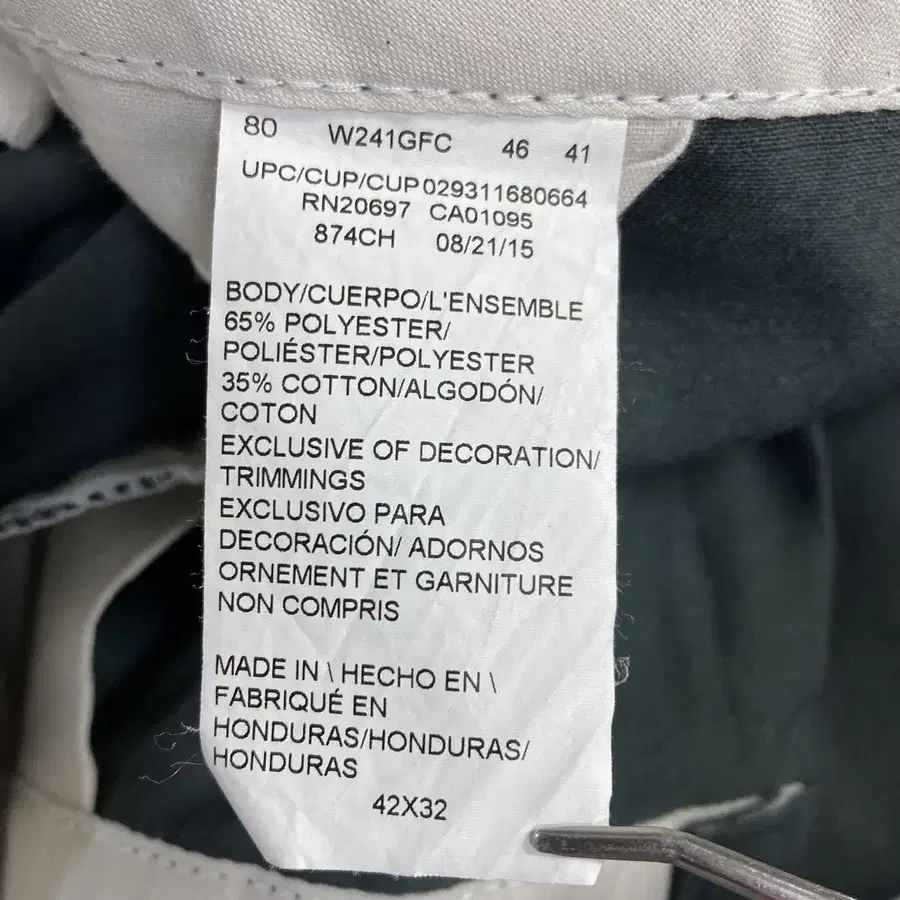 80 W241GFC 46 41
UPC/CUP/CUP 029311680664
RN20697 CA01095
874CH 08/21/15
BODY/CUERPO/L'ENSEMBLE
65% POLYESTER/
POLIÉSTER/POLYESTER
35% COTTON/ALGODÓN/
COTON
EXCLUSIVE OF DECORATION/
TRIMMINGS
EXCLUSIVO PARA
DECORACIÓN/ ADORNOS
ORNEMENT ET GARNITURE
NON COMPRIS
MADE IN \ HECHO EN \
FABRIQUÉ EN
HONDURAS/HONDURAS/
HONDURAS
42X32